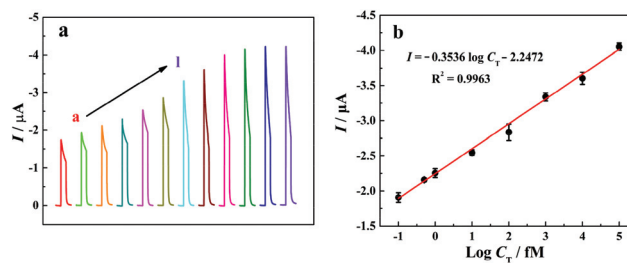 a
-5
-4
-3
-2
-1
0
I / µA
a
l
b
-4.5
-4.0
-3.5
-3.0
-2.5
-2.0
-1.5
I / µA
I = −0.3536 log C_T − 2.2472
R² = 0.9963
-1 0 1 2 3 4 5
Log C_T / fM